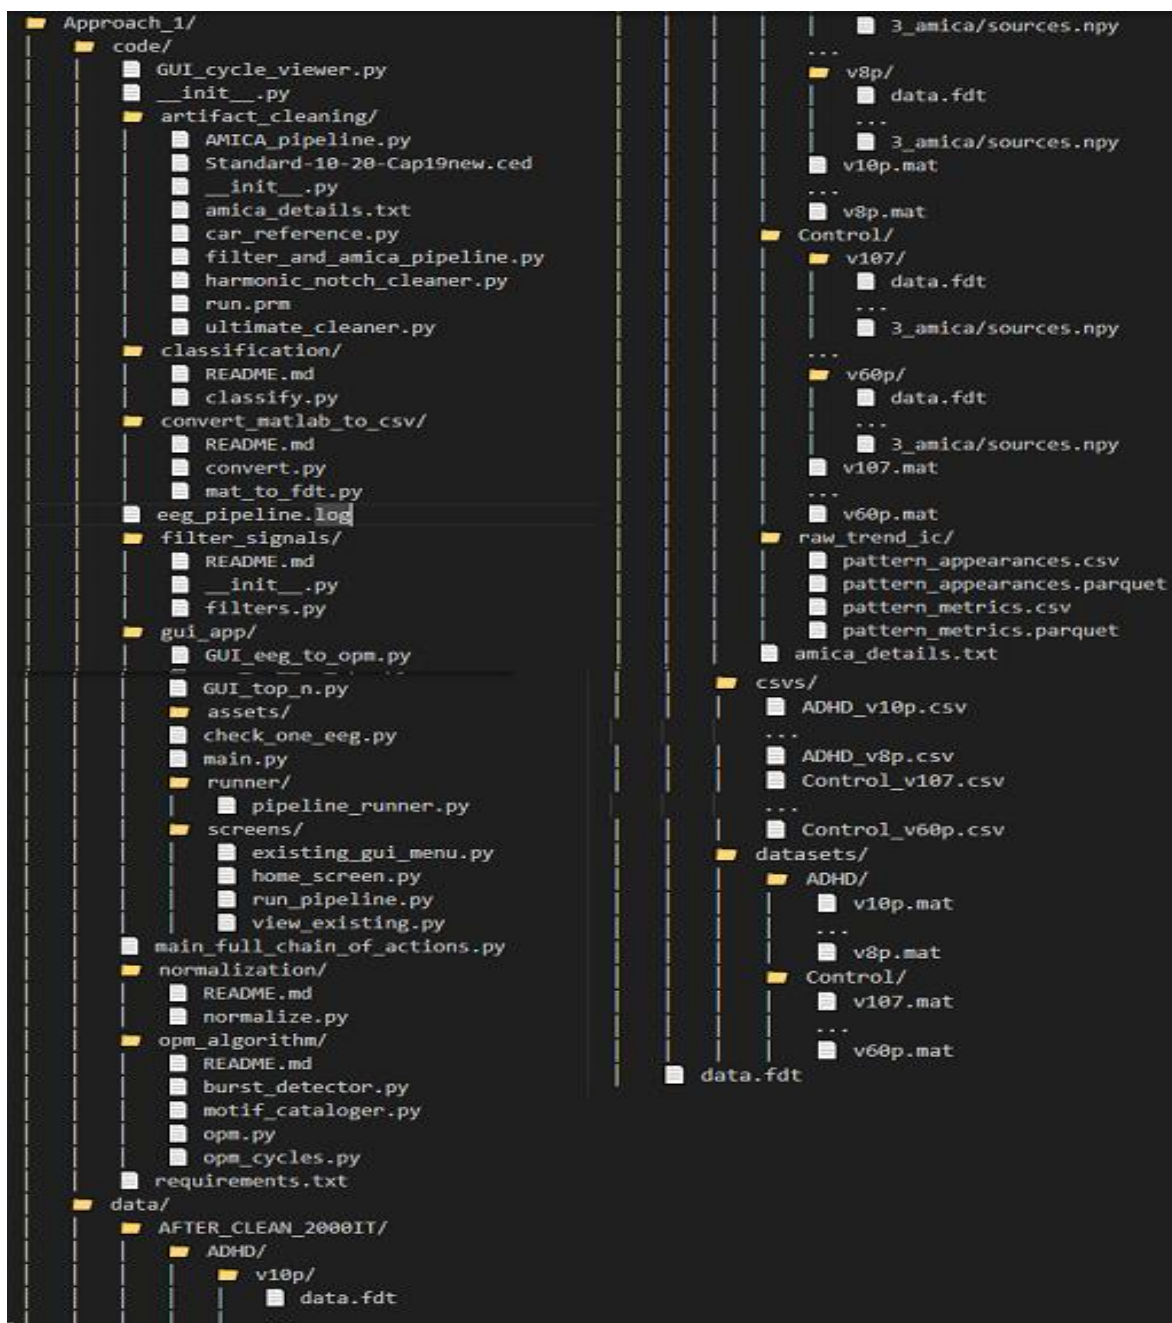 Approach_1/
code/
GUI_cycle_viewer.py
__init__.py
artifact_cleaning/
AMICA_pipeline.py
Standard-10-20-Cap19new.ced
__init__.py
amica_details.txt
car_reference.py
filter_and_amica_pipeline.py
harmonic_notch_cleaner.py
run.prm
ultimate_cleaner.py
classification/
README.md
classify.py
convert_matlab_to_csv/
README.md
convert.py
mat_to_fdt.py
eeg_pipeline.log
filter_signals/
README.md
__init__.py
filters.py
gui_app/
GUI_eeg_to_opm.py
GUI_top_n.py
assets/
check_one_eeg.py
main.py
runner/
pipeline_runner.py
screens/
existing_gui_menu.py
home_screen.py
run_pipeline.py
view_existing.py
main_full_chain_of_actions.py
normalization/
README.md
normalize.py
opm_algorithm/
README.md
burst_detector.py
motif_cataloger.py
opm.py
opm_cycles.py
requirements.txt
data/
AFTER_CLEAN_2000IT/
ADHD/
v10p/
data.fdt
3_amica/sources.npy
...
v8p/
data.fdt
...
3_amica/sources.npy
v10p.mat
...
v8p.mat
Control/
v107/
data.fdt
...
3_amica/sources.npy
...
v60p/
data.fdt
...
3_amica/sources.npy
v107.mat
...
v60p.mat
raw_trend_ic/
pattern_appearances.csv
pattern_appearances.parquet
pattern_metrics.csv
pattern_metrics.parquet
amica_details.txt
csvs/
ADHD_v10p.csv
...
ADHD_v8p.csv
Control_v107.csv
...
Control_v60p.csv
datasets/
ADHD/
v10p.mat
...
v8p.mat
Control/
v107.mat
...
v60p.mat
data.fdt